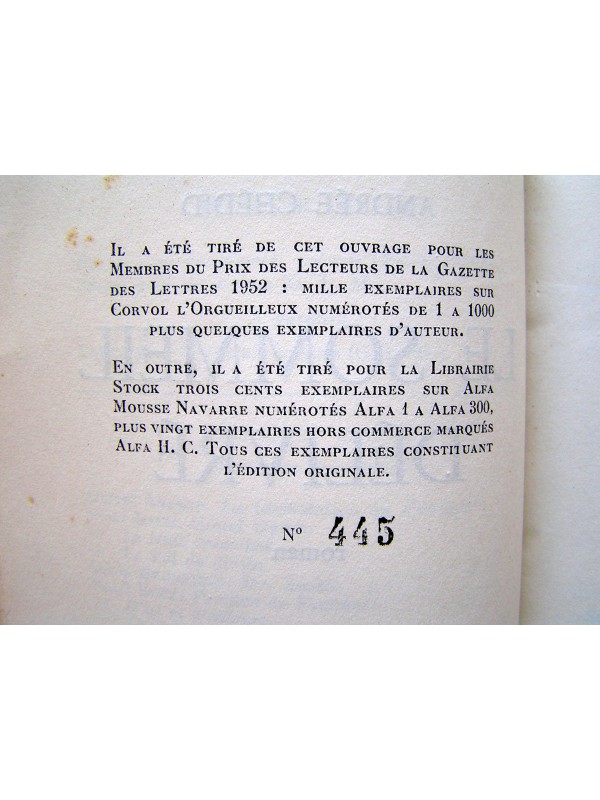 Il a été tiré de cet ouvrage pour les
Membres du Prix des Lecteurs de la Gazette
des Lettres 1952 : mille exemplaires sur
Corvol l'Orgueilleux numérotés de 1 a 1000
plus quelques exemplaires d'auteur.
En outre, il a été tiré pour la Librairie
Stock trois cents exemplaires sur Alfa
Mousse Navarre numérotés Alfa 1 a Alfa 300,
plus vingt exemplaires hors commerce marqués
Alfa H. C. Tous ces exemplaires constituant
l'édition originale.
No 445